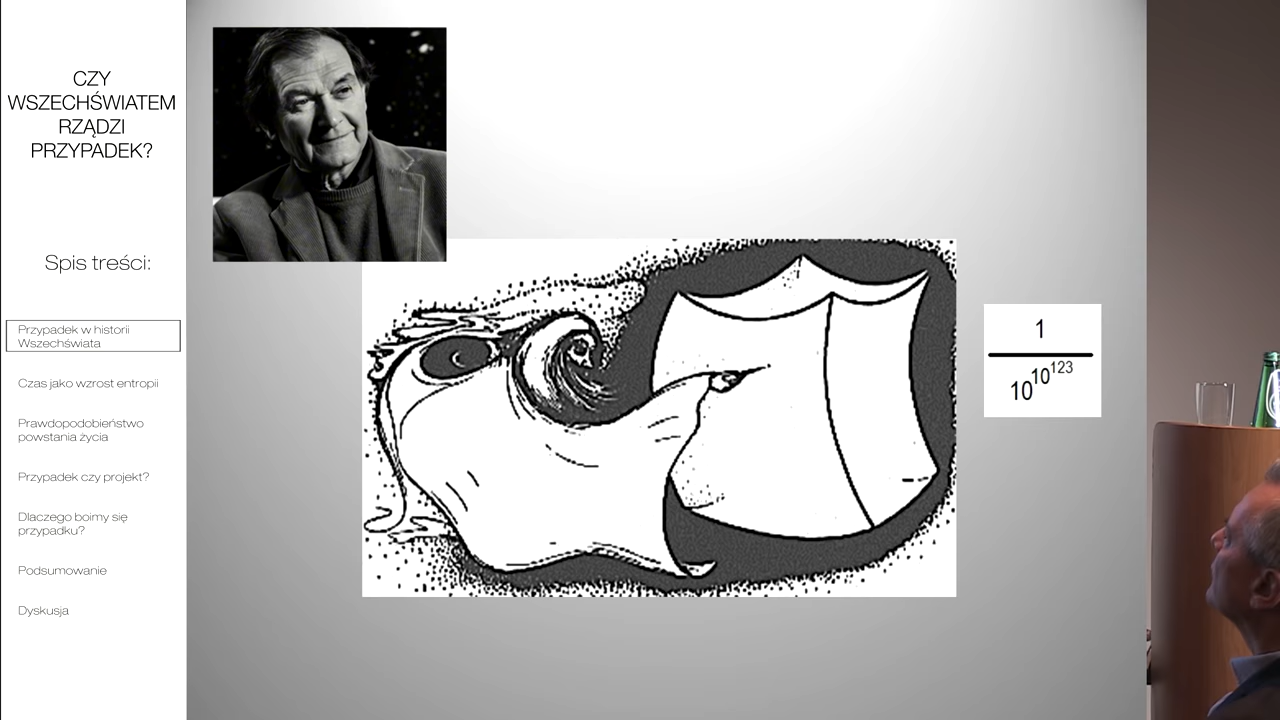 CZY
WSZECHŚWIATEM
RZĄDZI
PRZYPADEK?
Spis treści:
Przypadek w historii
Wszechświata
Czas jako wzrost entropii
Prawdopodobieństwo
powstania życia
Przypadek czy projekt?
Dlaczego boimy się
przypadku?
Podsumowanie
Dyskusja
1
10^10^123